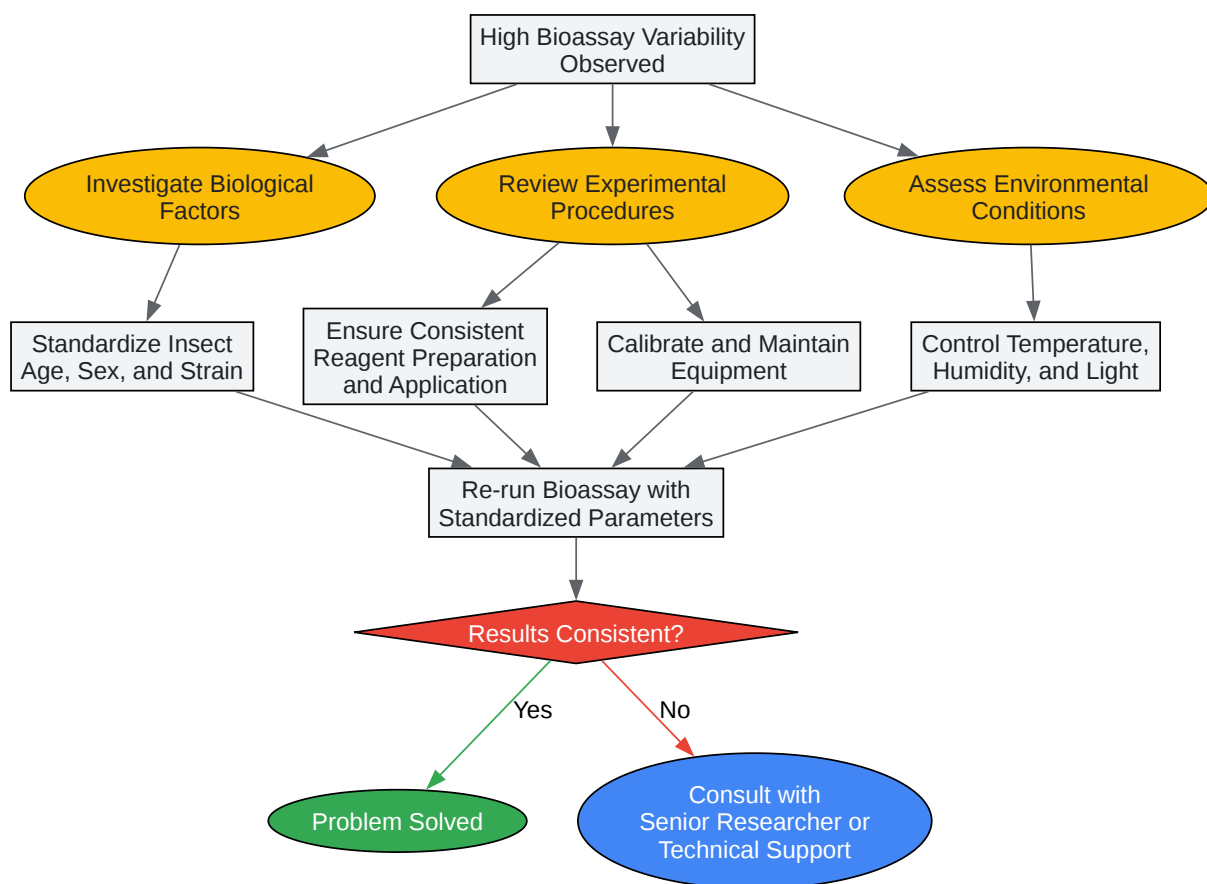 High Bioassay Variability
Observed
Investigate Biological
Factors
Review Experimental
Procedures
Assess Environmental
Conditions
Standardize Insect
Age, Sex, and Strain
Ensure Consistent
Reagent Preparation
and Application
Calibrate and Maintain
Equipment
Control Temperature,
Humidity, and Light
Re-run Bioassay with
Standardized Parameters
Results Consistent?
Yes
No
Problem Solved
Consult with
Senior Researcher or
Technical Support